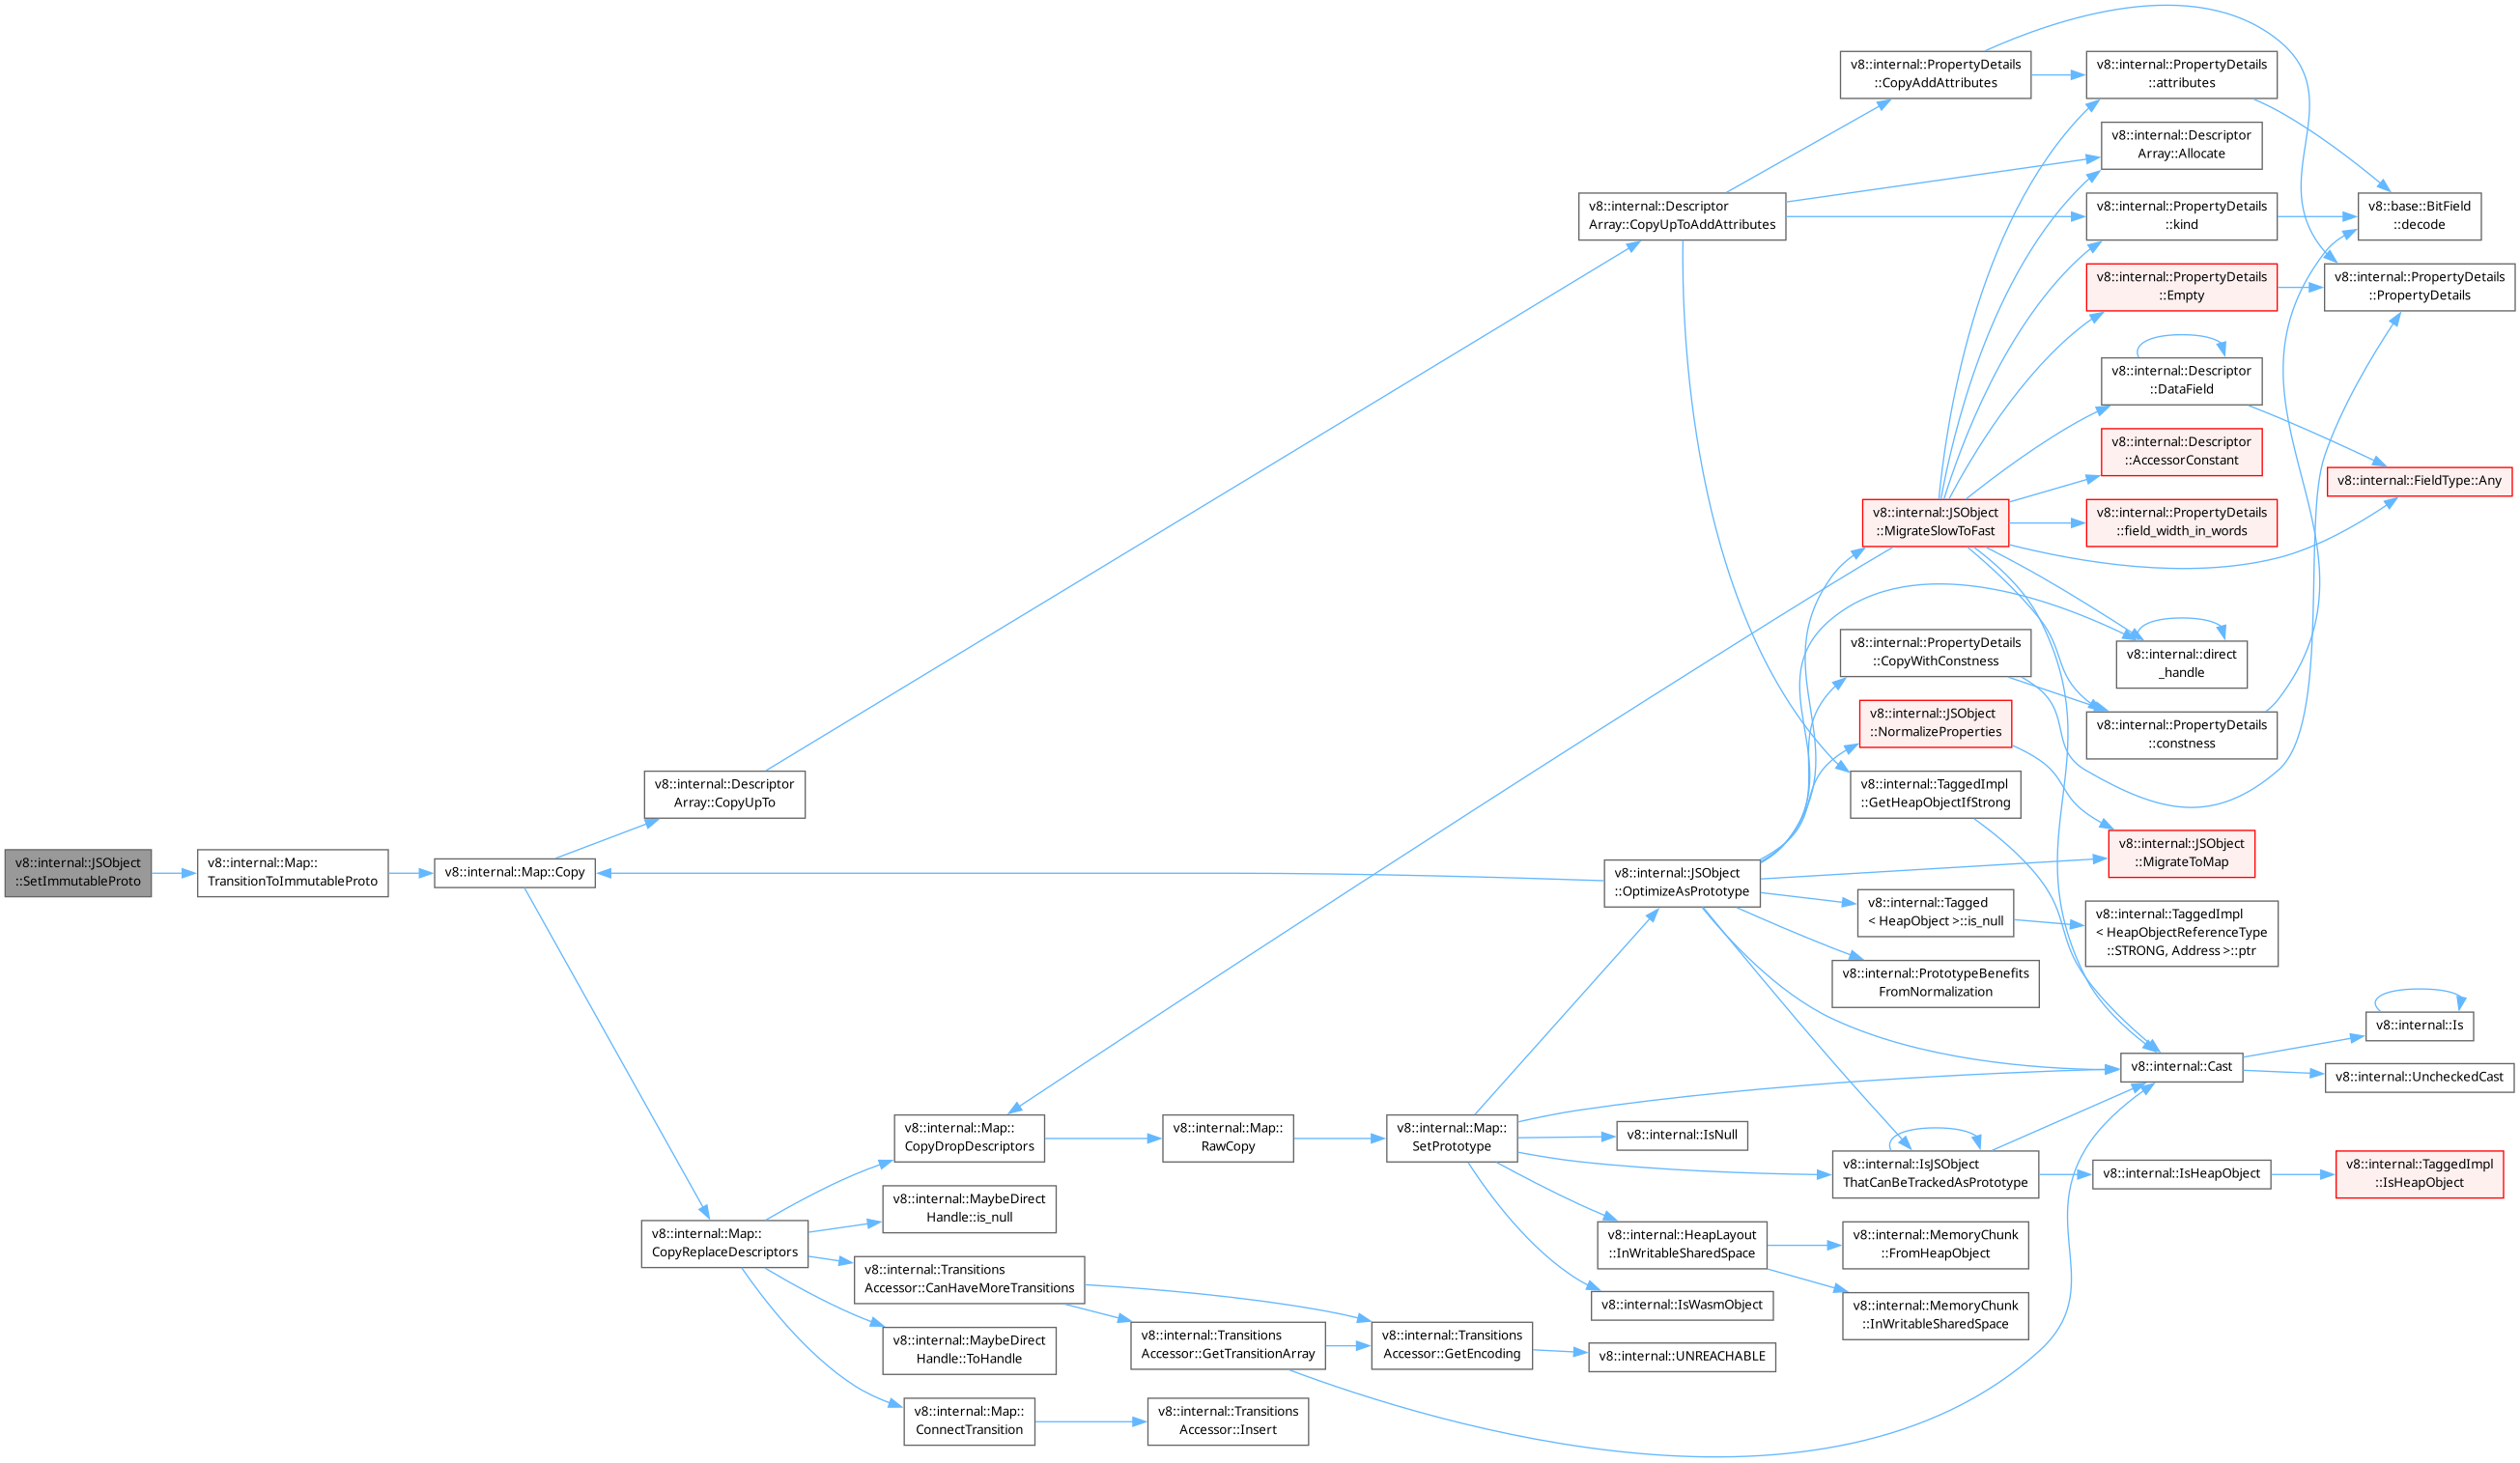 v8::internal::JSObject
::SetImmutableProto
v8::internal::Map::
TransitionToImmutableProto
v8::internal::Map::Copy
v8::internal::Descriptor
Array::CopyUpTo
v8::internal::Map::
CopyReplaceDescriptors
v8::internal::Map::
CopyDropDescriptors
v8::internal::MaybeDirect
Handle::is_null
v8::internal::Transitions
Accessor::CanHaveMoreTransitions
v8::internal::MaybeDirect
Handle::ToHandle
v8::internal::Map::
ConnectTransition
v8::internal::Map::
RawCopy
v8::internal::Transitions
Accessor::GetTransitionArray
v8::internal::Transitions
Accessor::Insert
v8::internal::Map::
SetPrototype
v8::internal::Transitions
Accessor::GetEncoding
v8::internal::Descriptor
Array::CopyUpToAddAttributes
v8::internal::JSObject
::OptimizeAsPrototype
v8::internal::IsNull
v8::internal::HeapLayout
::InWritableSharedSpace
v8::internal::IsWasmObject
v8::internal::UNREACHABLE
v8::internal::PropertyDetails
::CopyAddAttributes
v8::internal::JSObject
::MigrateSlowToFast
v8::internal::PropertyDetails
::CopyWithConstness
v8::internal::JSObject
::NormalizeProperties
v8::internal::TaggedImpl
::GetHeapObjectIfStrong
v8::internal::Tagged
< HeapObject >::is_null
v8::internal::PrototypeBenefits
FromNormalization
v8::internal::IsJSObject
ThatCanBeTrackedAsPrototype
v8::internal::MemoryChunk
::FromHeapObject
v8::internal::MemoryChunk
::InWritableSharedSpace
v8::internal::PropertyDetails
::attributes
v8::internal::Descriptor
Array::Allocate
v8::internal::PropertyDetails
::kind
v8::internal::PropertyDetails
::Empty
v8::internal::Descriptor
::DataField
v8::internal::Descriptor
::AccessorConstant
v8::internal::PropertyDetails
::field_width_in_words
v8::internal::direct
_handle
v8::internal::PropertyDetails
::constness
v8::internal::JSObject
::MigrateToMap
v8::internal::TaggedImpl
< HeapObjectReferenceType
::STRONG, Address >::ptr
v8::internal::Cast
v8::internal::IsHeapObject
v8::base::BitField
::decode
v8::internal::PropertyDetails
::PropertyDetails
v8::internal::FieldType::Any
v8::internal::Is
v8::internal::UncheckedCast
v8::internal::TaggedImpl
::IsHeapObject